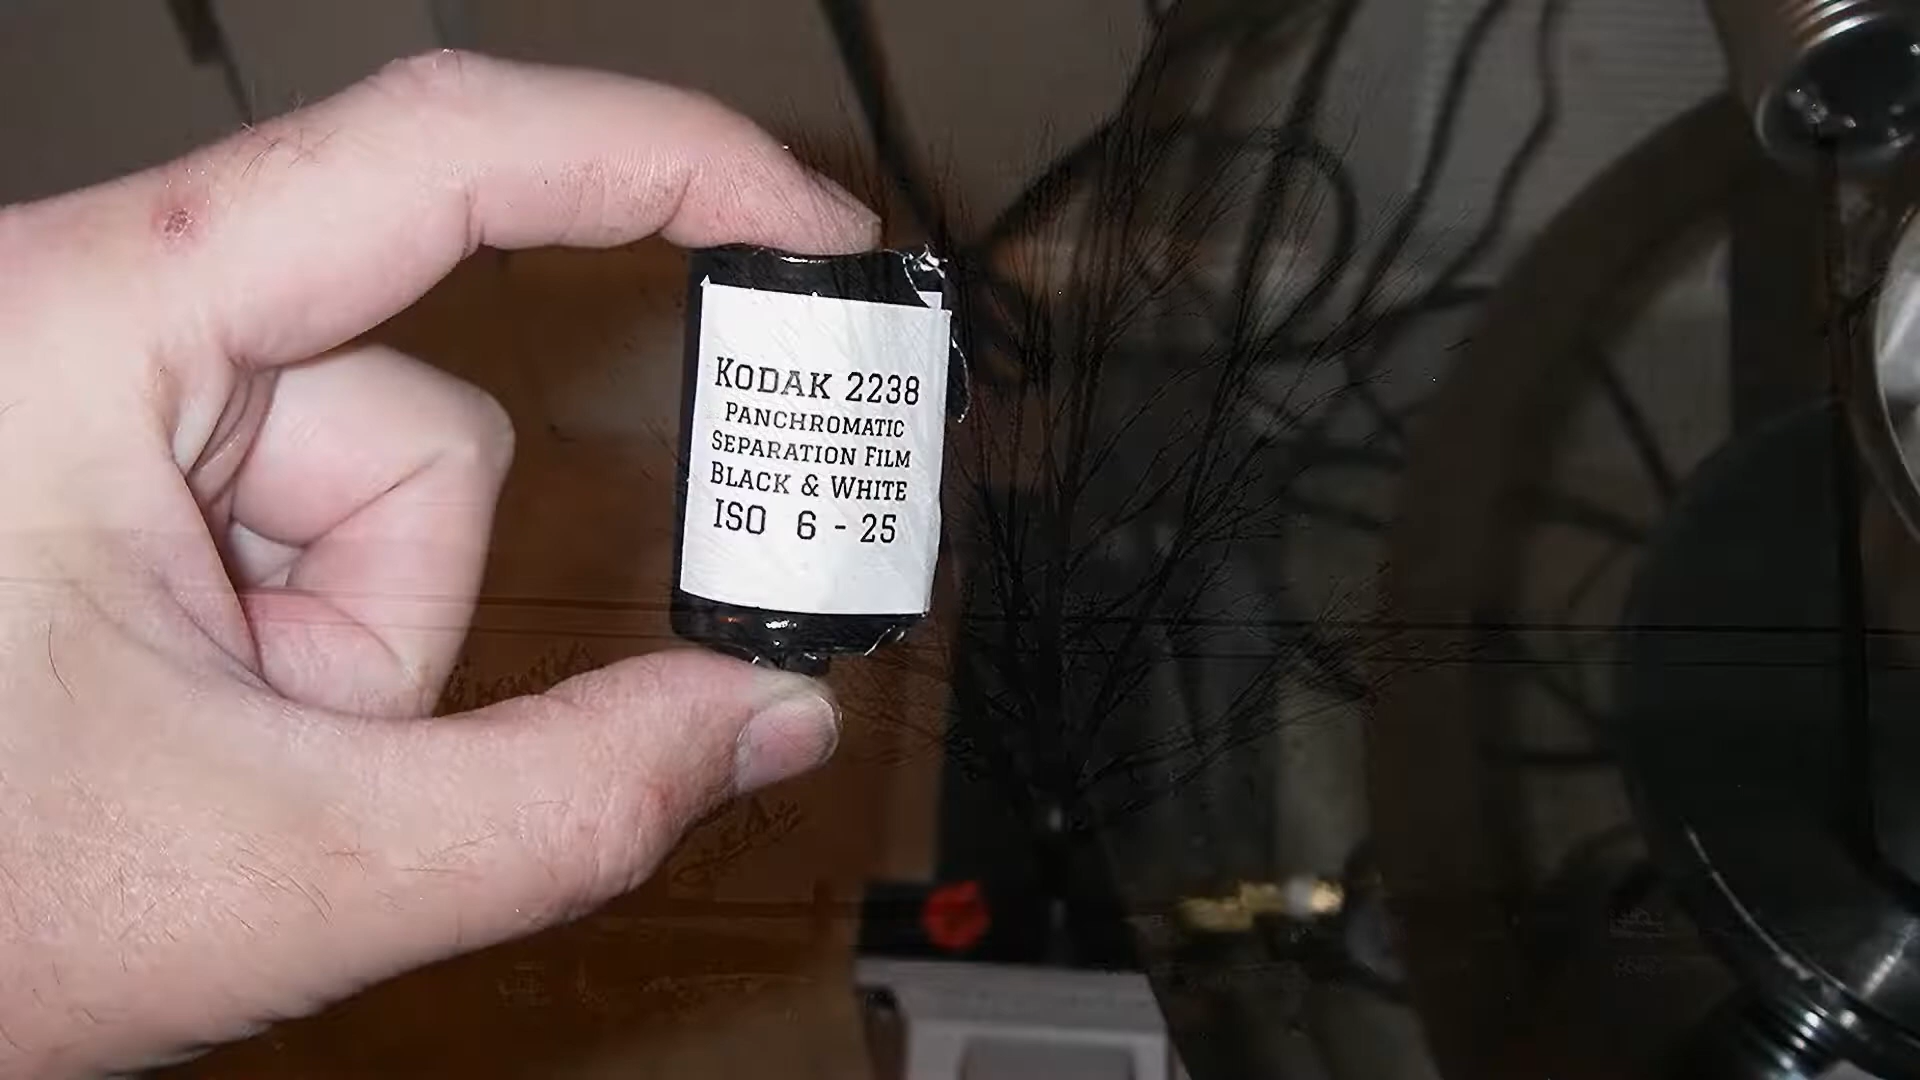 KODAK 2238
PANCHROMATIC
SEPARATION FILM
BLACK & WHITE
ISO 6 - 25